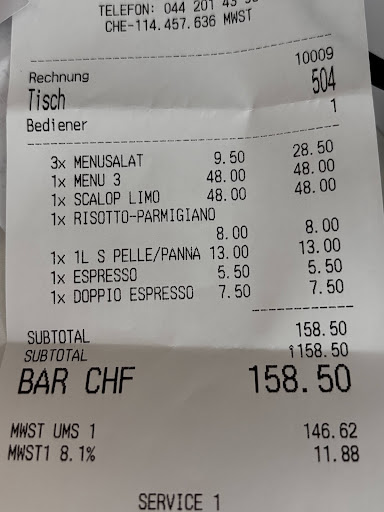 TELEFON: 044 201 43
CHE-114.457.636 MWST
Rechnung 10009
Tisch 504
Bediener 1
3x MENUSALAT 9.50 28.50
1x MENU 3 48.00 48.00
1x SCALOP LIMO 48.00 48.00
1x RISOTTO-PARMIGIANO
8.00 8.00
1x 1L S PELLE/PANNA 13.00 13.00
1x ESPRESSO 5.50 5.50
1x DOPPIO ESPRESSO 7.50 7.50
SUBTOTAL 158.50
SUBTOTAL 158.50
BAR CHF 158.50
MWST UMS 1 146.62
MWST1 8.1% 11.88
SERVICE 1